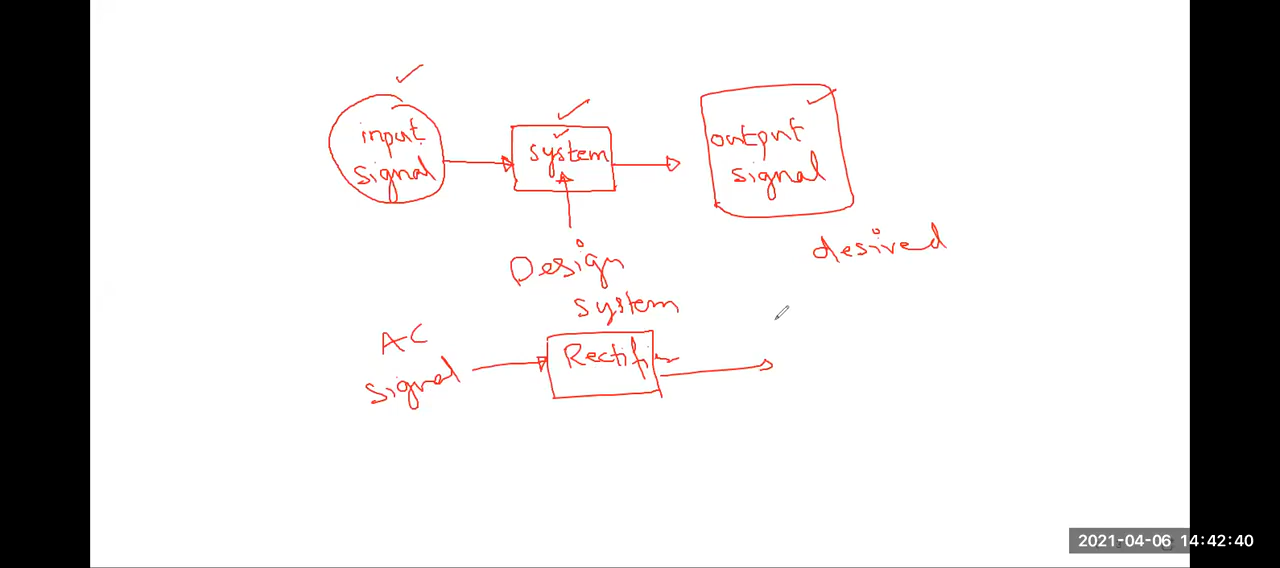 input
signal
system
output
signal
desired
Design
system
AC
signal
Rectifier
2021-04-06 14:42:40